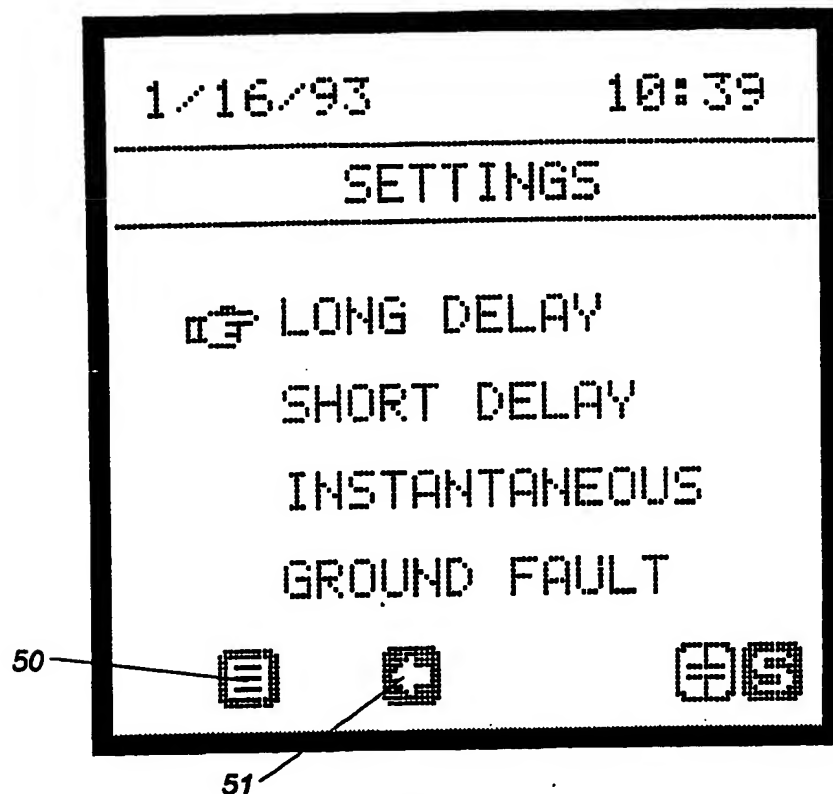 1/16/93 10:39
SETTINGS
LONG DELAY
SHORT DELAY
INSTANTANEOUS
GROUND FAULT
50
51